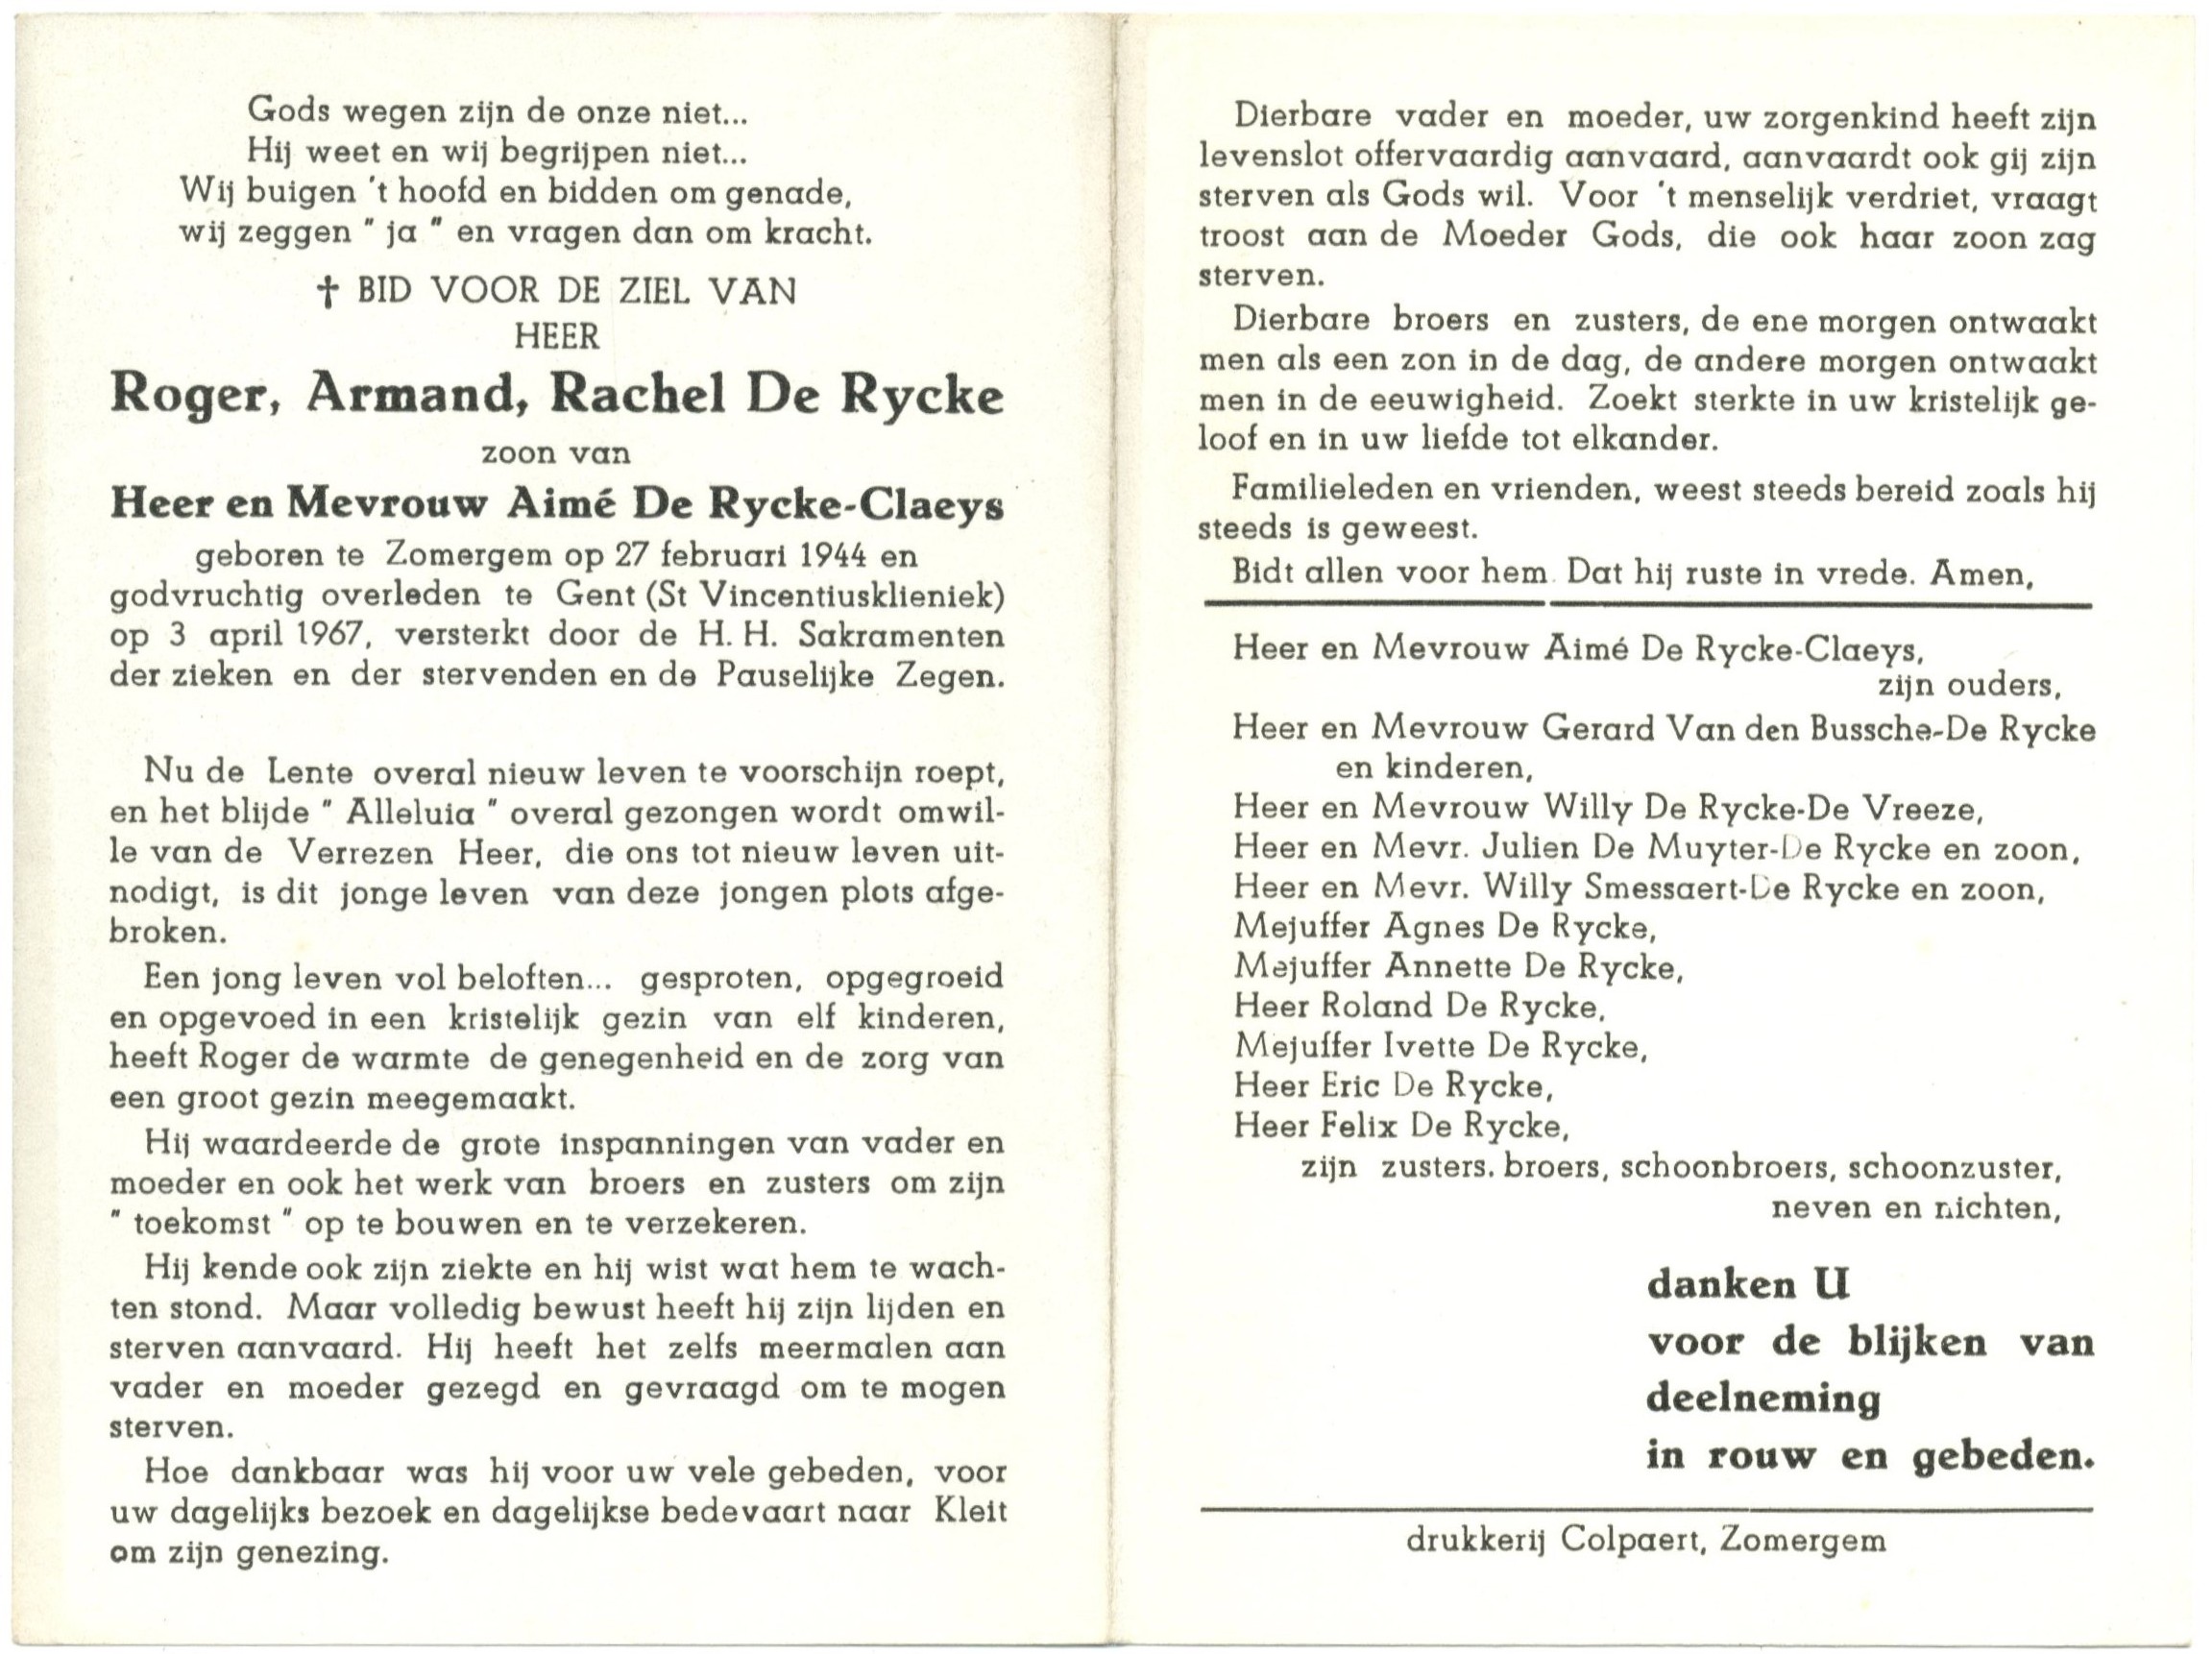 Gods wegen zijn de onze niet...
Hij weet en wij begrijpen niet...
Wij buigen 't hoofd en bidden om genade,
wij zeggen " ja " en vragen dan om kracht.
† BID VOOR DE ZIEL VAN
HEER
Roger, Armand, Rachel De Rycke
zoon van
Heer en Mevrouw Aimé De Rycke-Claeys
geboren te Zomergem op 27 februari 1944 en
godvruchtig overleden te Gent (St Vincentiusklieniek)
op 3 april 1967, versterkt door de H. H. Sakramenten
der zieken en der stervenden en de Pauselijke Zegen.
Nu de Lente overal nieuw leven te voorschijn roept,
en het blijde " Alleluia " overal gezongen wordt omwil-
le van de Verrezen Heer, die ons tot nieuw leven uit-
nodigt, is dit jonge leven van deze jongen plots afge-
broken.
Een jong leven vol beloften... gesproten, opgegroeid
en opgevoed in een kristelijk gezin van elf kinderen,
heeft Roger de warmte de genegenheid en de zorg van
een groot gezin meegemaakt.
Hij waardeerde de grote inspanningen van vader en
moeder en ook het werk van broers en zusters om zijn
" toekomst " op te bouwen en te verzekeren.
Hij kende ook zijn ziekte en hij wist wat hem te wach-
ten stond. Maar volledig bewust heeft hij zijn lijden en
sterven aanvaard. Hij heeft het zelfs meermalen aan
vader en moeder gezegd en gevraagd om te mogen
sterven.
Hoe dankbaar was hij voor uw vele gebeden, voor
uw dagelijks bezoek en dagelijkse bedevaart naar Kleit
om zijn genezing.
Dierbare vader en moeder, uw zorgenkind heeft zijn
levenslot offervaardig aanvaard, aanvaardt ook gij zijn
sterven als Gods wil. Voor 't menselijk verdriet, vraagt
troost aan de Moeder Gods, die ook haar zoon zag
sterven.
Dierbare broers en zusters, de ene morgen ontwaakt
men als een zon in de dag, de andere morgen ontwaakt
men in de eeuwigheid. Zoekt sterkte in uw kristelijk ge-
loof en in uw liefde tot elkander.
Familieleden en vrienden, weest steeds bereid zoals hij
steeds is geweest.
Bidt allen voor hem. Dat hij ruste in vrede. Amen,
Heer en Mevrouw Aimé De Rycke-Claeys,
zijn ouders,
Heer en Mevrouw Gerard Van den Bussche-De Rycke
en kinderen,
Heer en Mevrouw Willy De Rycke-De Vreeze,
Heer en Mevr. Julien De Muyter-De Rycke en zoon,
Heer en Mevr. Willy Smessaert-De Rycke en zoon,
Mejuffer Agnes De Rycke,
Mejuffer Annette De Rycke,
Heer Roland De Rycke,
Mejuffer Ivette De Rycke,
Heer Eric De Rycke,
Heer Felix De Rycke,
zijn zusters. broers, schoonbroers, schoonzuster,
neven en nichten,
danken U
voor de blijken van
deelneming
in rouw en gebeden.
drukkerij Colpaert, Zomergem